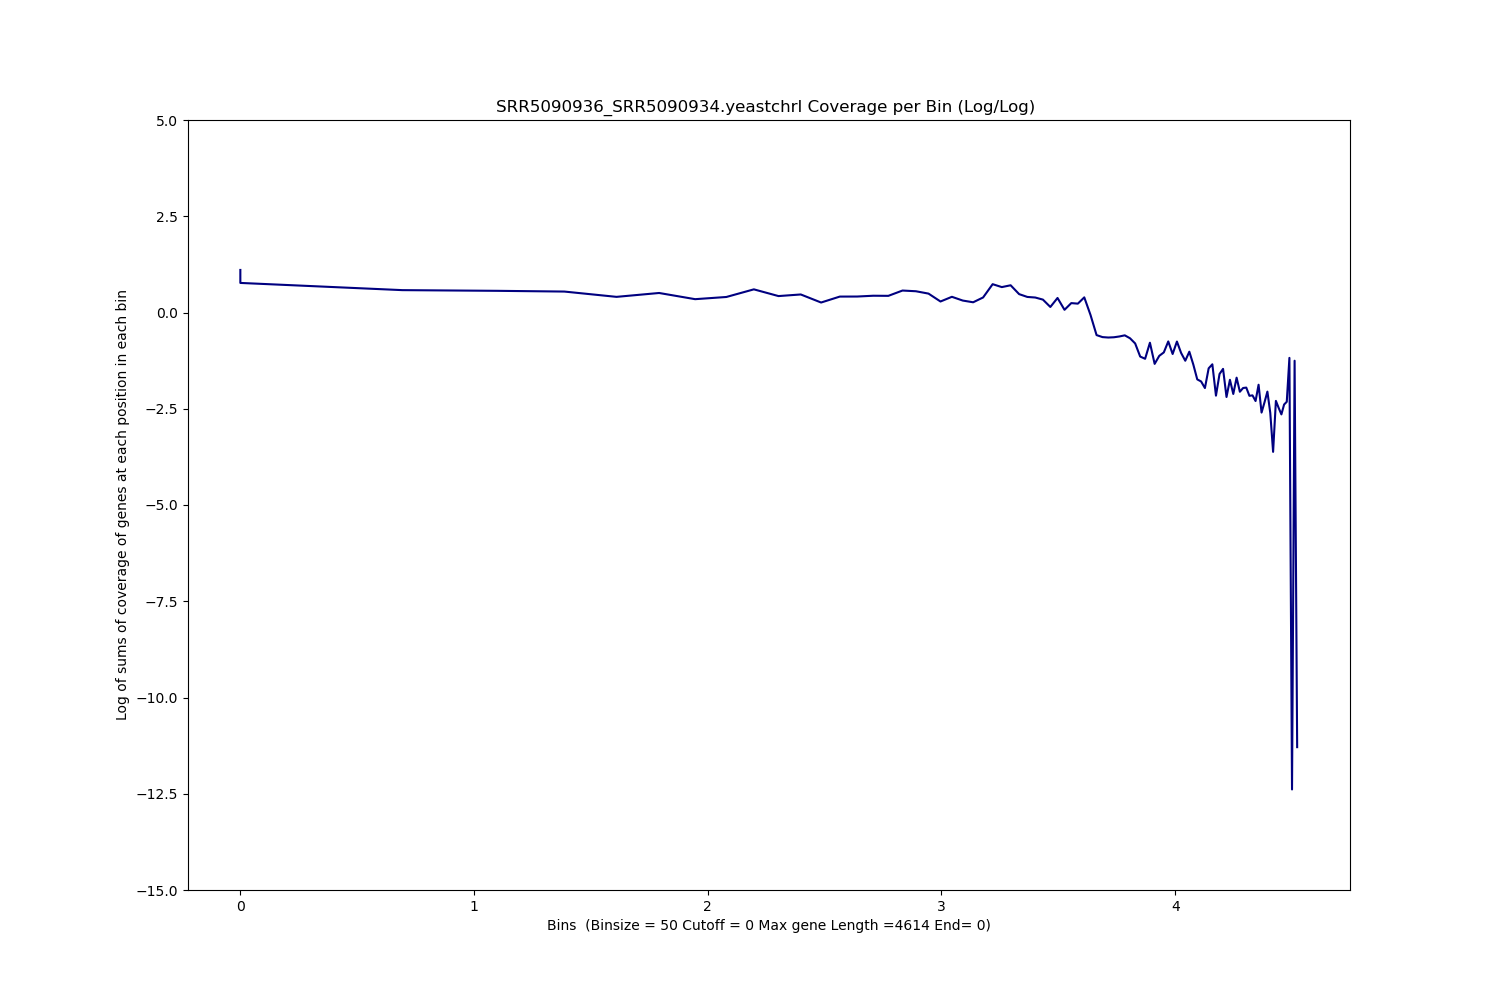 SRR5090936_SRR5090934.yeastchrI Coverage per Bin (Log/Log)
5.0
2.5
0.0
−2.5
−5.0
−7.5
−10.0
−12.5
−15.0
Log of sums of coverage of genes at each position in each bin
0 1 2 3 4
Bins  (Binsize = 50 Cutoff = 0 Max gene Length =4614 End= 0)